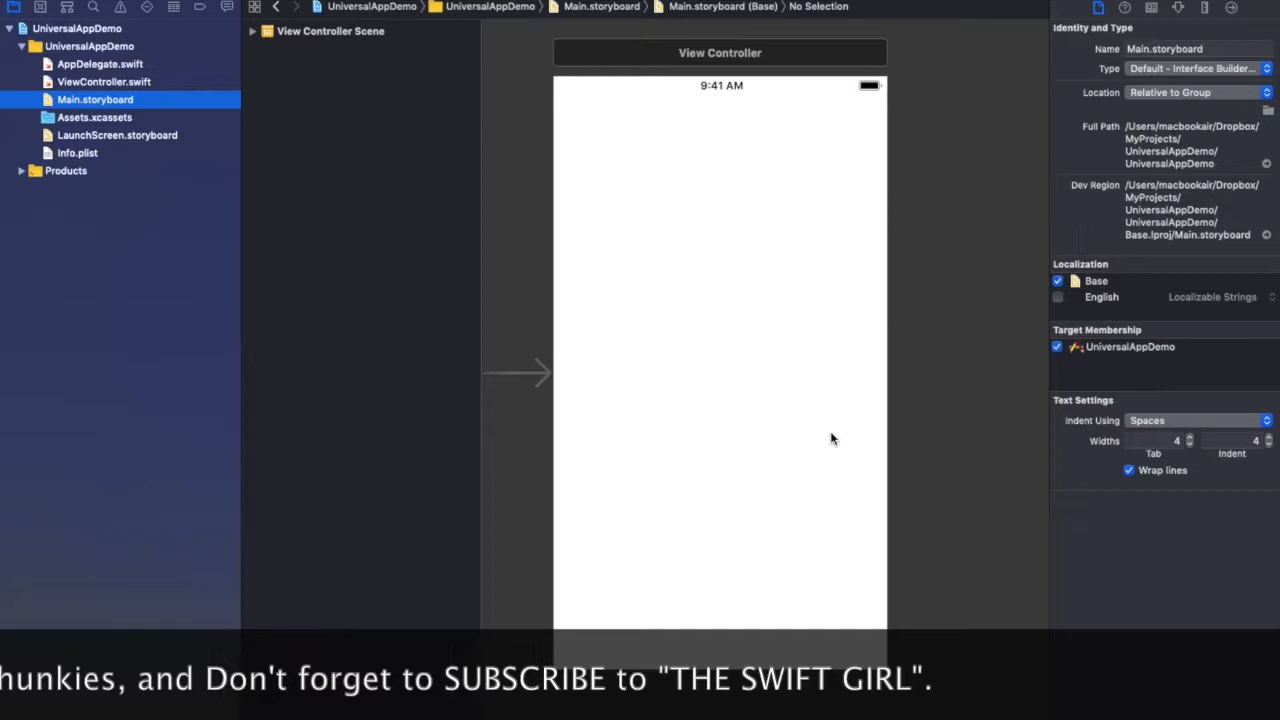 UniversalAppDemo
UniversalAppDemo
AppDelegate.swift
ViewController.swift
Main.storyboard
Assets.xcassets
LaunchScreen.storyboard
Info.plist
Products
UniversalAppDemo
UniversalAppDemo
Main.storyboard
Main.storyboard (Base)
No Selection
View Controller Scene
View Controller
9:41 AM
Identity and Type
Name Main.storyboard
Type Default - Interface Builder...
Location Relative to Group
Full Path /Users/macbookair/Dropbox/
MyProjects/
UniversalAppDemo/
UniversalAppDemo
Dev Region /Users/macbookair/Dropbox/
MyProjects/
UniversalAppDemo/
UniversalAppDemo/
Base.lproj/Main.storyboard
Localization
Base
English Localizable Strings
Target Membership
UniversalAppDemo
Text Settings
Indent Using Spaces
Widths 4 4
Tab Indent
Wrap lines
hunkies, and Don't forget to SUBSCRIBE to "THE SWIFT GIRL".